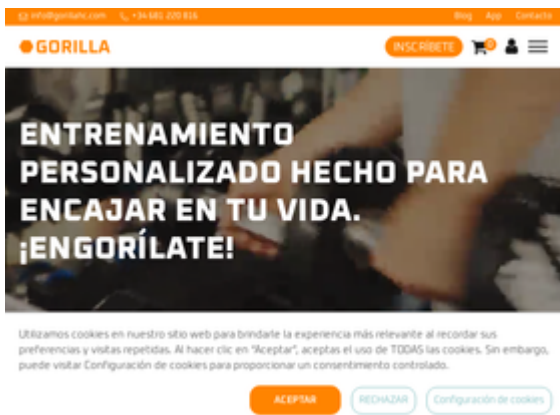 info@gorillahc.com +34 681 220 816 Blog App Contacto
GORILLA INSCRÍBETE 0
ENTRENAMIENTO
PERSONALIZADO HECHO PARA
ENCAJAR EN TU VIDA.
¡ENGORÍLATE!
Utilizamos cookies en nuestro sitio web para brindarle la experiencia más relevante al recordar sus
preferencias y visitas repetidas. Al hacer clic en "Aceptar", aceptas el uso de TODAS las cookies. Sin embargo,
puede visitar Configuración de cookies para proporcionar un consentimiento controlado.
ACEPTAR RECHAZAR Configuración de cookies